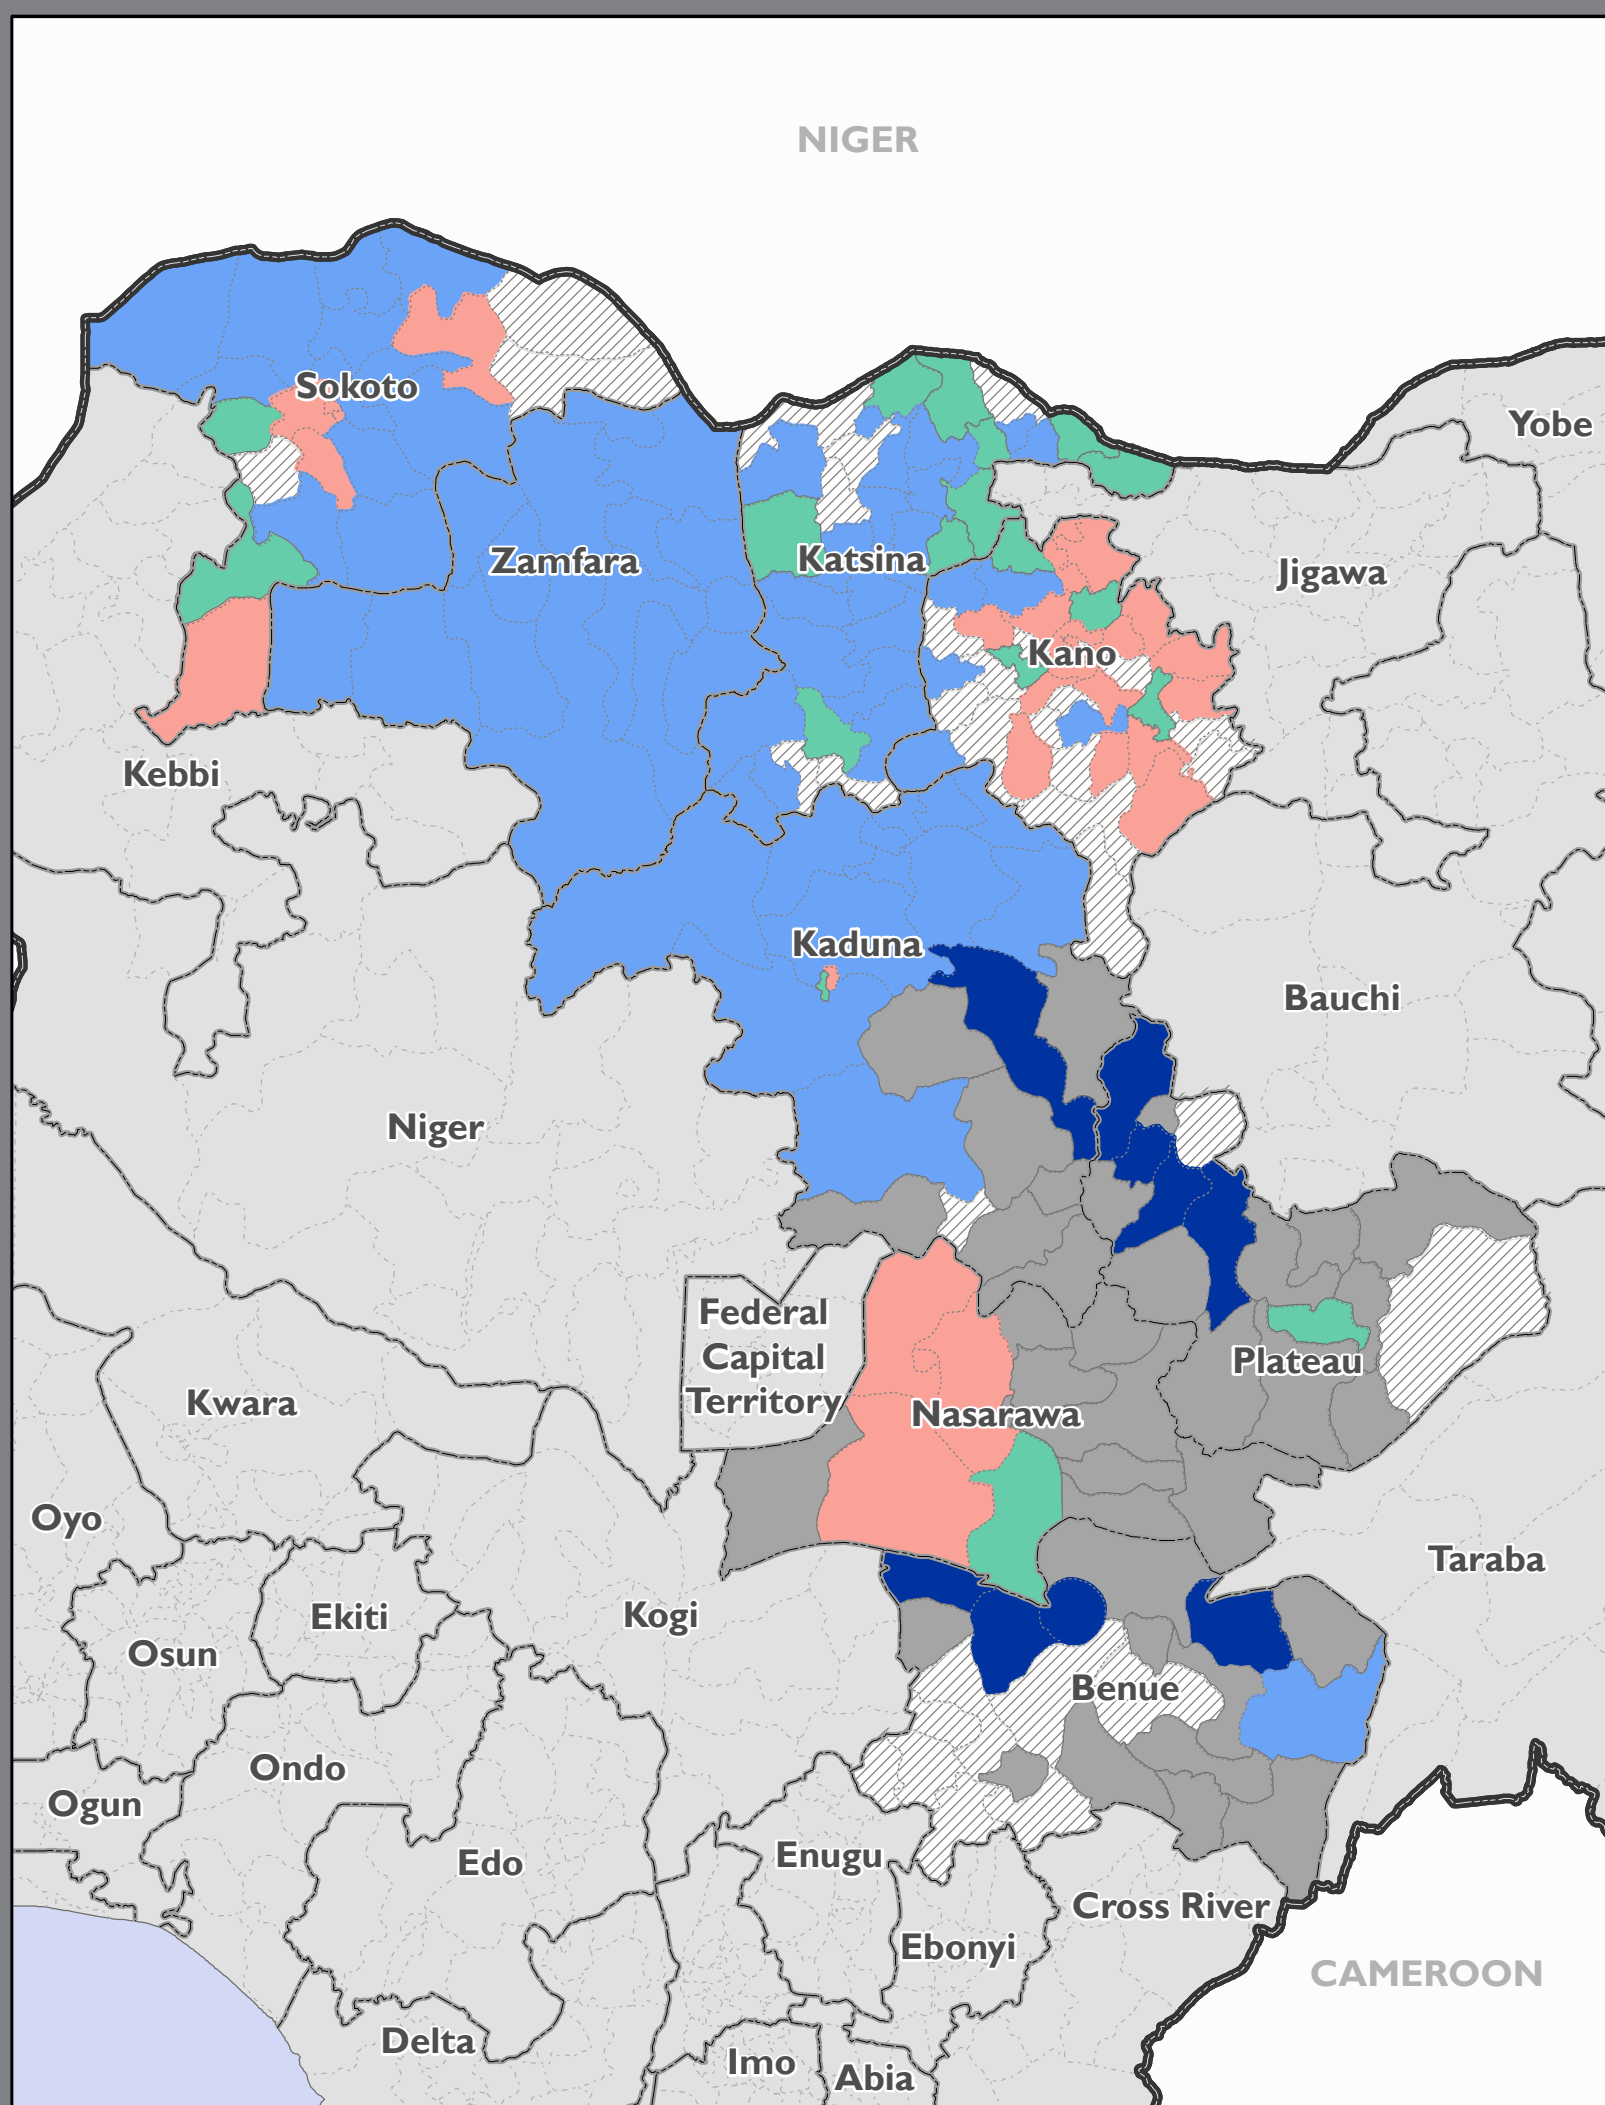 NIGER
Sokoto
Yobe
Zamfara
Katsina
Jigawa
Kano
Kebbi
Kaduna
Bauchi
Niger
Federal
Capital
Territory
Plateau
Kwara
Nasarawa
Oyo
Taraba
Ekiti
Kogi
Osun
Benue
Ondo
Ogun
Enugu
Edo
Cross River
Ebonyi
CAMEROON
Delta
Imo
Abia